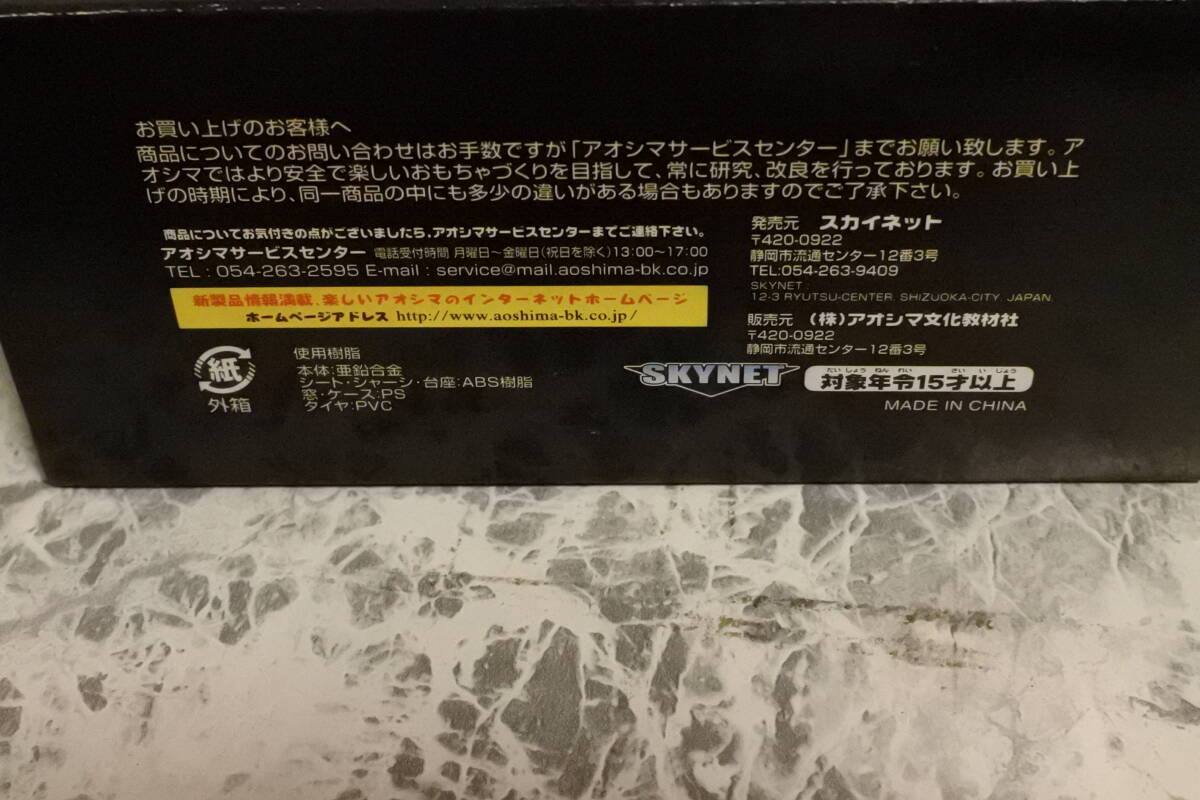 お買い上げのお客様へ
商品についてのお問い合わせはお手数ですが「アオシマサービスセンター」までお願い致します。ア
オシマではより安全で楽しいおもちゃづくりを目指して、常に研究、改良を行っております。お買い上
げの時期により、同一商品の中にも多少の違いがある場合もありますのでご了承下さい。
商品についてお気付きの点がございましたら、アオシマサービスセンターまでご連絡下さい。
アオシマサービスセンター 電話受付時間 月曜日~金曜日(祝日を除く)13:00~17:00
TEL : 054-263-2595 E-mail : service@mail.aoshima-bk.co.jp
新製品情報満載、楽しいアオシマのインターネットホームページ
ホームページアドレス http://www.aoshima-bk.co.jp/
紙
外箱
使用樹脂
本体:亜鉛合金
シート・シャーシ・台座:ABS樹脂
窓・ケース:PS
タイヤ:PVC
発売元 スカイネット
〒420-0922
静岡市流通センター12番3号
TEL:054-263-9409
SKYNET :
12-3 RYUTSU-CENTER. SHIZUOKA-CITY. JAPAN.
販売元 (株)アオシマ文化教材社
〒420-0922
静岡市流通センター12番3号
SKYNET
たいしょう ねん れい さい い じょう
対象年令15才以上
MADE IN CHINA